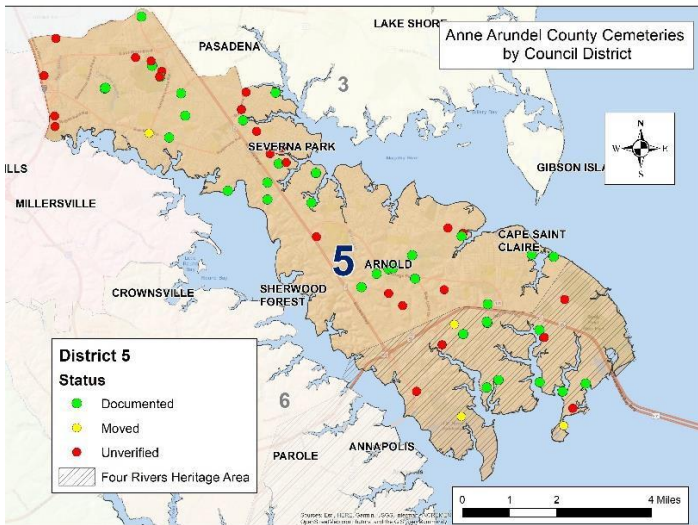 Anne Arundel County Cemeteries
by Council District
LAKE SHORE
PASADENA
3
N
W E
S
SEVERNA PARK
GIBSON ISLA
ILLS
MILLERSVILLE
CAPE SAINT
CLAIRE
5
ARNOLD
CROWNSVILLE
SHERWOOD
FOREST
District 5
Status
Documented
Moved
Unverified
Four Rivers Heritage Area
6
ANNAPOLIS
PAROLE
0 1 2 4 Miles